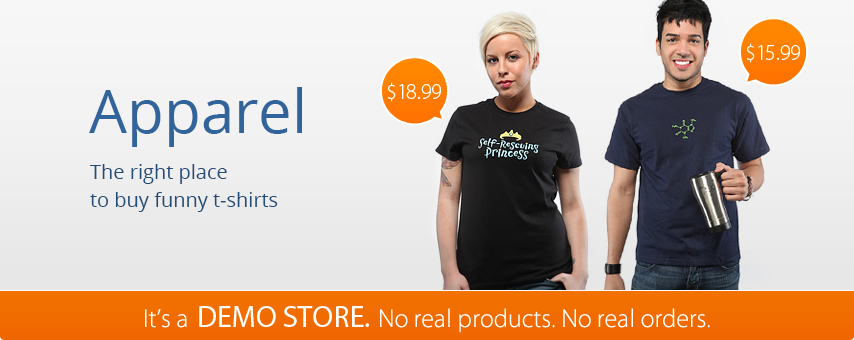 Apparel
The right place
to buy funny t-shirts
$18.99
$15.99
Self-Rescuing
Princess
It's a DEMO STORE. No real products. No real orders.